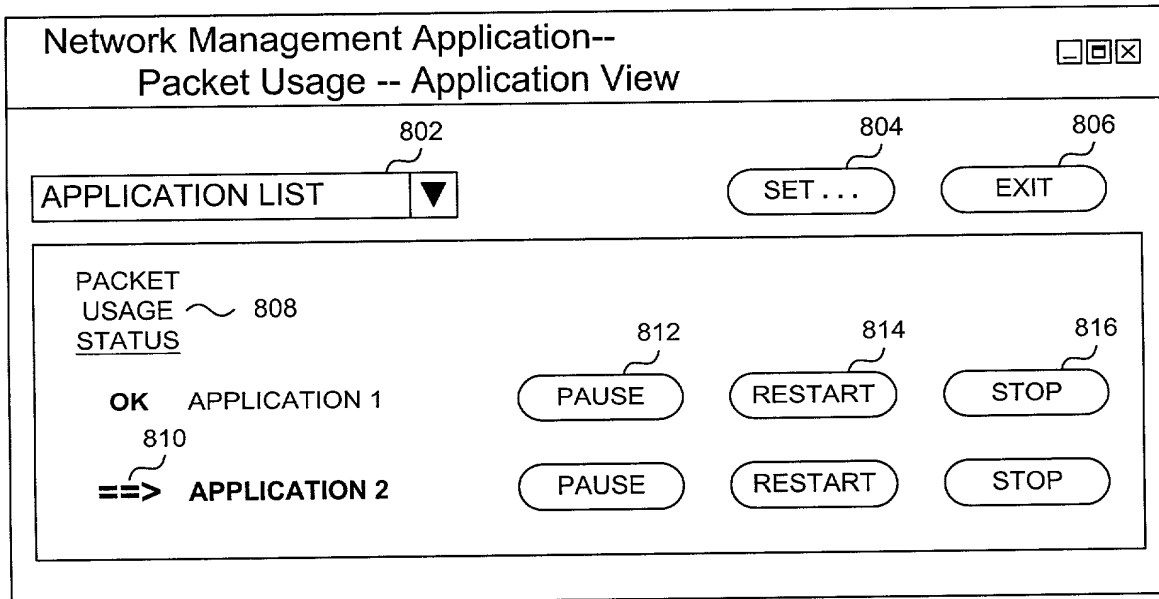 Network Management Application--
Packet Usage -- Application View
802
804
806
APPLICATION LIST
SET . . .
EXIT
PACKET
USAGE 808
STATUS
812
814
816
OK APPLICATION 1 PAUSE RESTART STOP
810
==> APPLICATION 2 PAUSE RESTART STOP